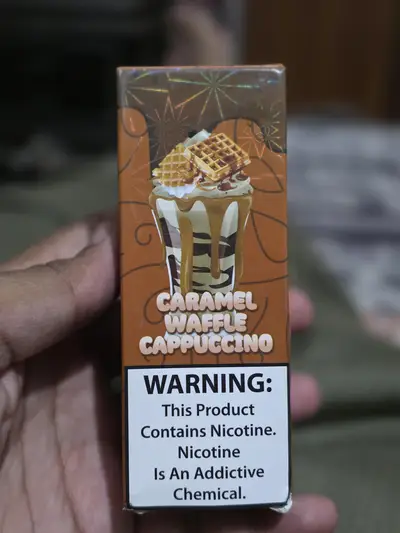 CARAMEL
WAFFLE
CAPPUCCINO
WARNING:
This Product
Contains Nicotine.
Nicotine
Is An Addictive
Chemical.